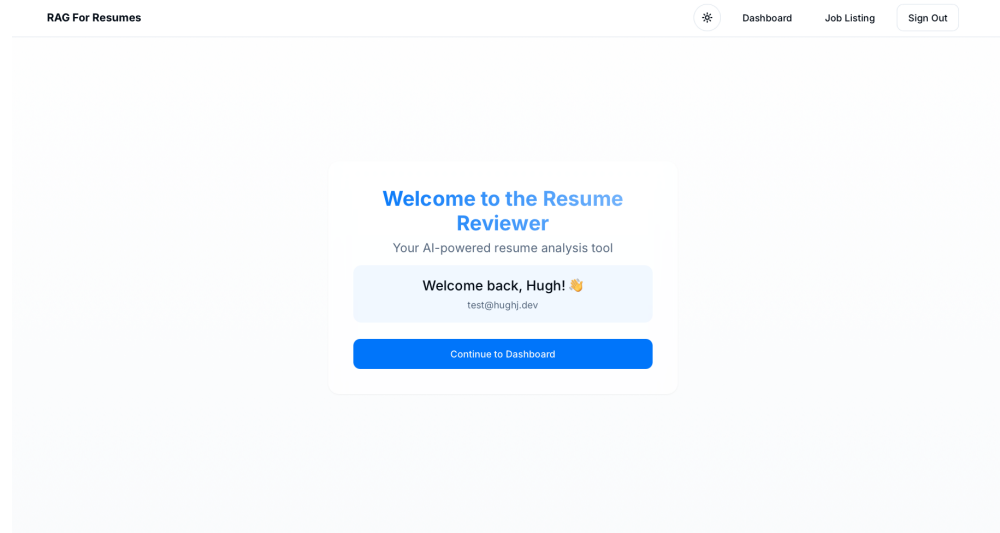 RAG For Resumes
Dashboard
Job Listing
Sign Out
Welcome to the Resume
Reviewer
Your AI-powered resume analysis tool
Welcome back, Hugh! 👋
test@hughj.dev
Continue to Dashboard